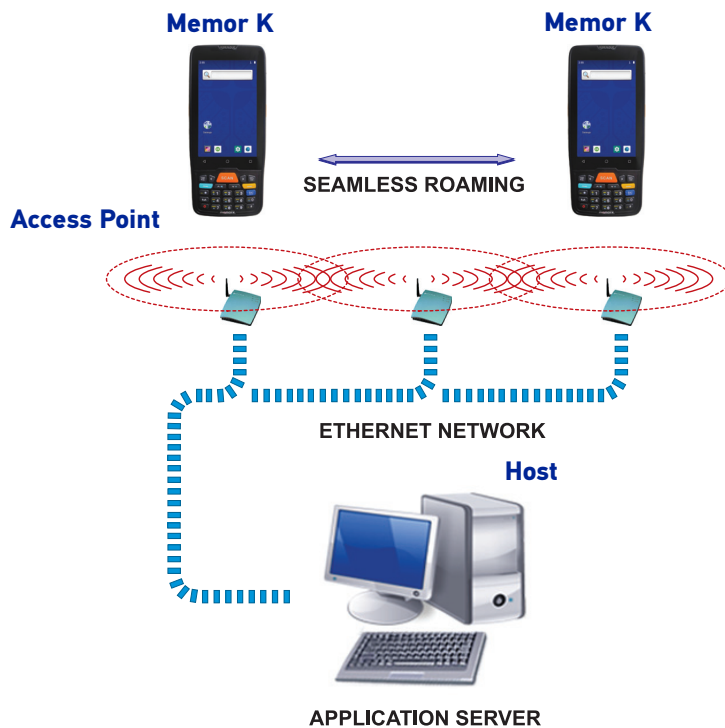 Memor K
Memor K
SEAMLESS ROAMING
Access Point
ETHERNET NETWORK
Host
APPLICATION SERVER